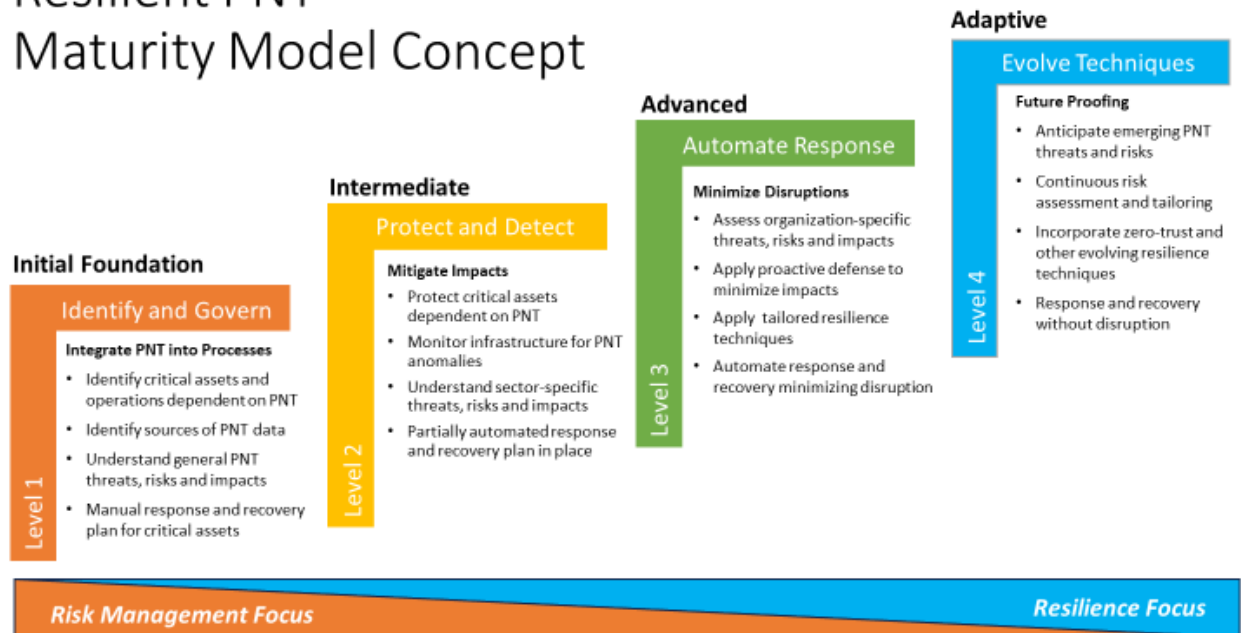 Resilient PNT
Maturity Model Concept
Initial Foundation
Identify and Govern
Level 1
Integrate PNT into Processes
• Identify critical assets and
operations dependent on PNT
• Identify sources of PNT data
• Understand general PNT
threats, risks and impacts
• Manual response and recovery
plan for critical assets
Intermediate
Protect and Detect
Level 2
Mitigate Impacts
• Protect critical assets
dependent on PNT
• Monitor infrastructure for PNT
anomalies
• Understand sector-specific
threats, risks and impacts
• Partially automated response
and recovery plan in place
Advanced
Automate Response
Level 3
Minimize Disruptions
• Assess organization-specific
threats, risks and impacts
• Apply proactive defense to
minimize impacts
• Apply tailored resilience
techniques
• Automate response and
recovery minimizing disruption
Adaptive
Evolve Techniques
Level 4
Future Proofing
• Anticipate emerging PNT
threats and risks
• Continuous risk
assessment and tailoring
• Incorporate zero-trust and
other evolving resilience
techniques
• Response and recovery
without disruption
Risk Management Focus
Resilience Focus